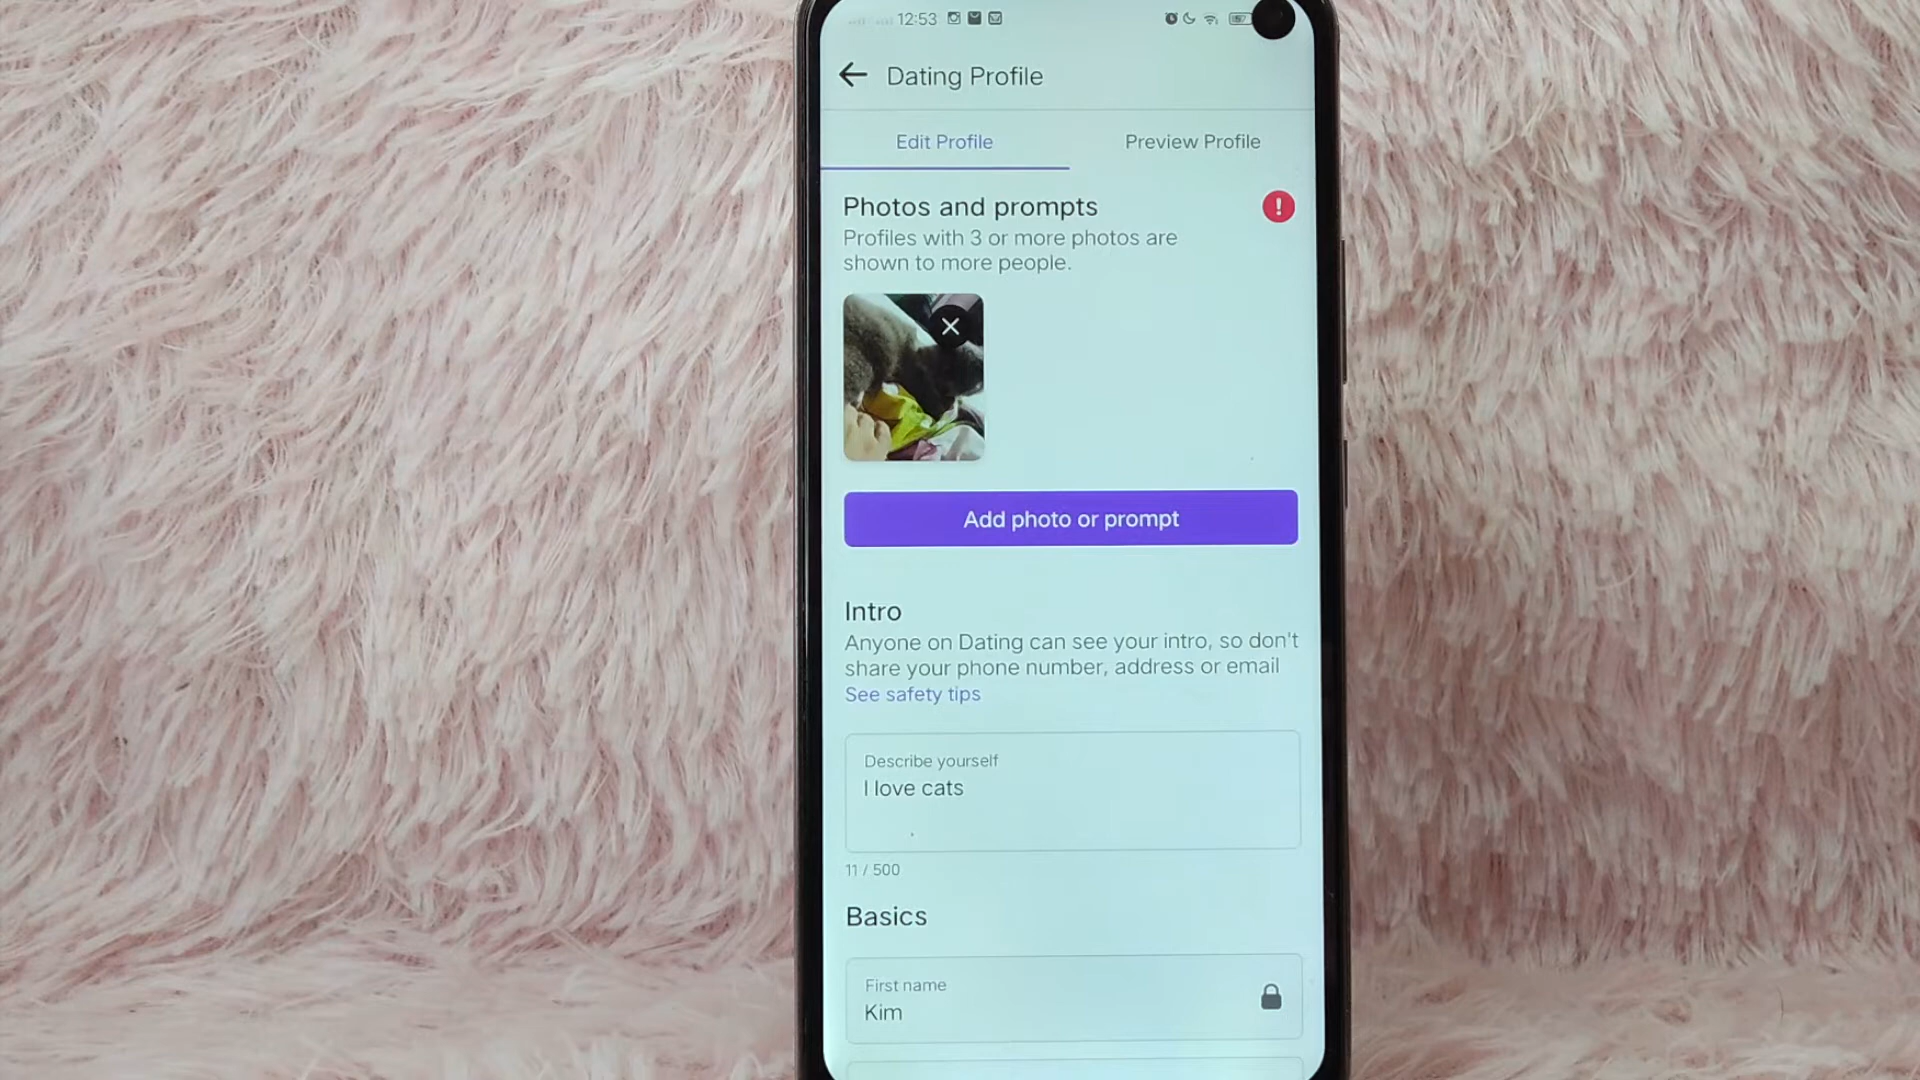 12:53
Dating Profile
Edit Profile
Preview Profile
Photos and prompts
Profiles with 3 or more photos are
shown to more people.
Add photo or prompt
Intro
Anyone on Dating can see your intro, so don't
share your phone number, address or email
See safety tips
Describe yourself
I love cats
11 / 500
Basics
First name
Kim